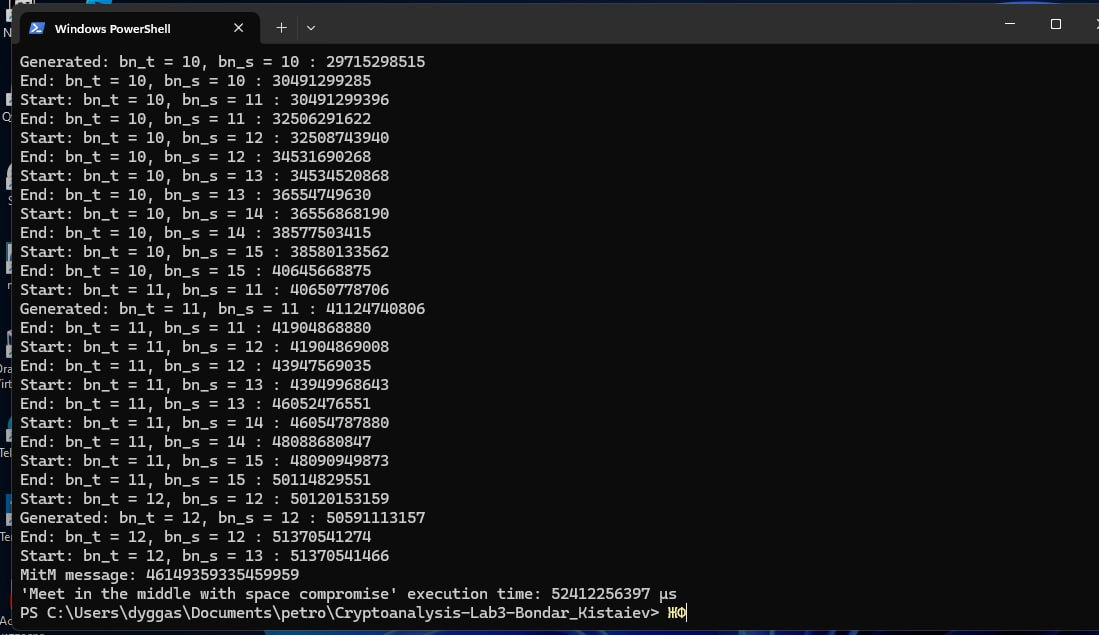 Windows PowerShell
Generated: bn_t = 10, bn_s = 10 : 29715298515
End: bn_t = 10, bn_s = 10 : 30491299285
Start: bn_t = 10, bn_s = 11 : 30491299396
End: bn_t = 10, bn_s = 11 : 32506291622
Start: bn_t = 10, bn_s = 12 : 32508743940
End: bn_t = 10, bn_s = 12 : 34531690268
Start: bn_t = 10, bn_s = 13 : 34534520868
End: bn_t = 10, bn_s = 13 : 36554749630
Start: bn_t = 10, bn_s = 14 : 36556868190
End: bn_t = 10, bn_s = 14 : 38577503415
Start: bn_t = 10, bn_s = 15 : 38580133562
End: bn_t = 10, bn_s = 15 : 40645668875
Start: bn_t = 11, bn_s = 11 : 40650778706
Generated: bn_t = 11, bn_s = 11 : 41124740806
End: bn_t = 11, bn_s = 11 : 41904868880
Start: bn_t = 11, bn_s = 12 : 41904869008
End: bn_t = 11, bn_s = 12 : 43947569035
Start: bn_t = 11, bn_s = 13 : 43949968643
End: bn_t = 11, bn_s = 13 : 46052476551
Start: bn_t = 11, bn_s = 14 : 46054787880
End: bn_t = 11, bn_s = 14 : 48088680847
Start: bn_t = 11, bn_s = 15 : 48090949873
End: bn_t = 11, bn_s = 15 : 50114829551
Start: bn_t = 12, bn_s = 12 : 50120153159
Generated: bn_t = 12, bn_s = 12 : 50591113157
End: bn_t = 12, bn_s = 12 : 51370541274
Start: bn_t = 12, bn_s = 13 : 51370541466
MitM message: 46149359335459959
'Meet in the middle with space compromise' execution time: 52412256397 µs
PS C:\Users\dyggas\Documents\petro\Cryptoanalysis-Lab3-Bondar_Kistaiev> ЖФ